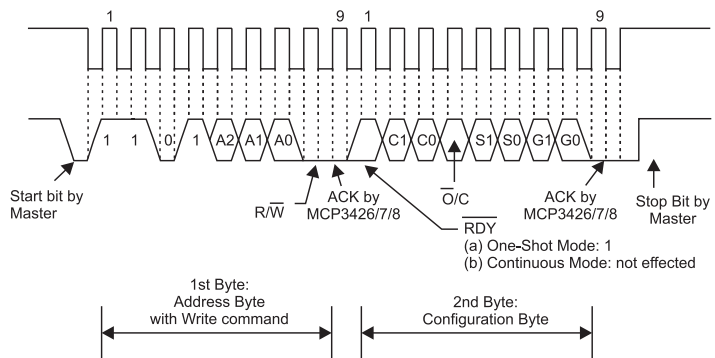 1 9 1 9
1 1 0 1 A2 A1 A0 C1 C0 S1 S0 G1 G0
Start bit by
Master
R/W̅
ACK by
MCP3426/7/8
O̅/C
R̅D̅Y̅
(a) One-Shot Mode: 1
(b) Continuous Mode: not effected
ACK by
MCP3426/7/8
Stop Bit by
Master
1st Byte:
Address Byte
with Write command
2nd Byte:
Configuration Byte